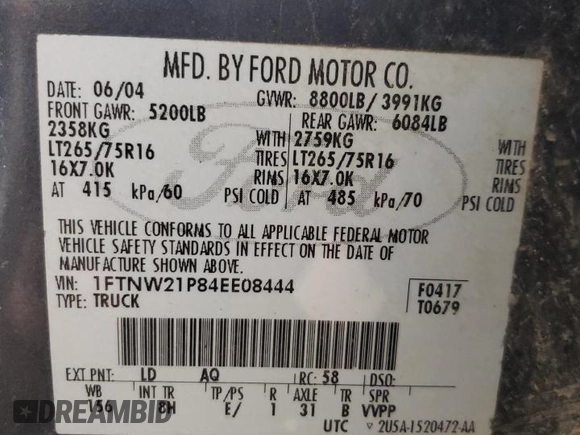 MFD. BY FORD MOTOR CO.
DATE: 06/04 GVWR: 8800LB/ 3991KG
FRONT GAWR: 5200LB REAR GAWR: 6084LB
2358KG WITH 2759KG WITH
LT265/75R16 TIRES LT265/75R16 TIRES
16X7.0K RIMS 16X7.0K RIMS
AT 415 kPa/60 PSI COLD AT 485 kPa/70 PSI COLD
Ford
THIS VEHICLE CONFORMS TO ALL APPLICABLE FEDERAL MOTOR
VEHICLE SAFETY STANDARDS IN EFFECT ON THE DATE OF
MANUFACTURE SHOWN ABOVE.
VIN: 1FTNW21P84EE08444 F0417
TYPE: TRUCK T0679
EXT PNT: LD AQ RC: 58 DSO:
WB INT TR TP/PS R AXLE TR SPR
156 8H E/ 1 31 B VVPP
UTC 2U5A-1520472-AA
DREAMBID